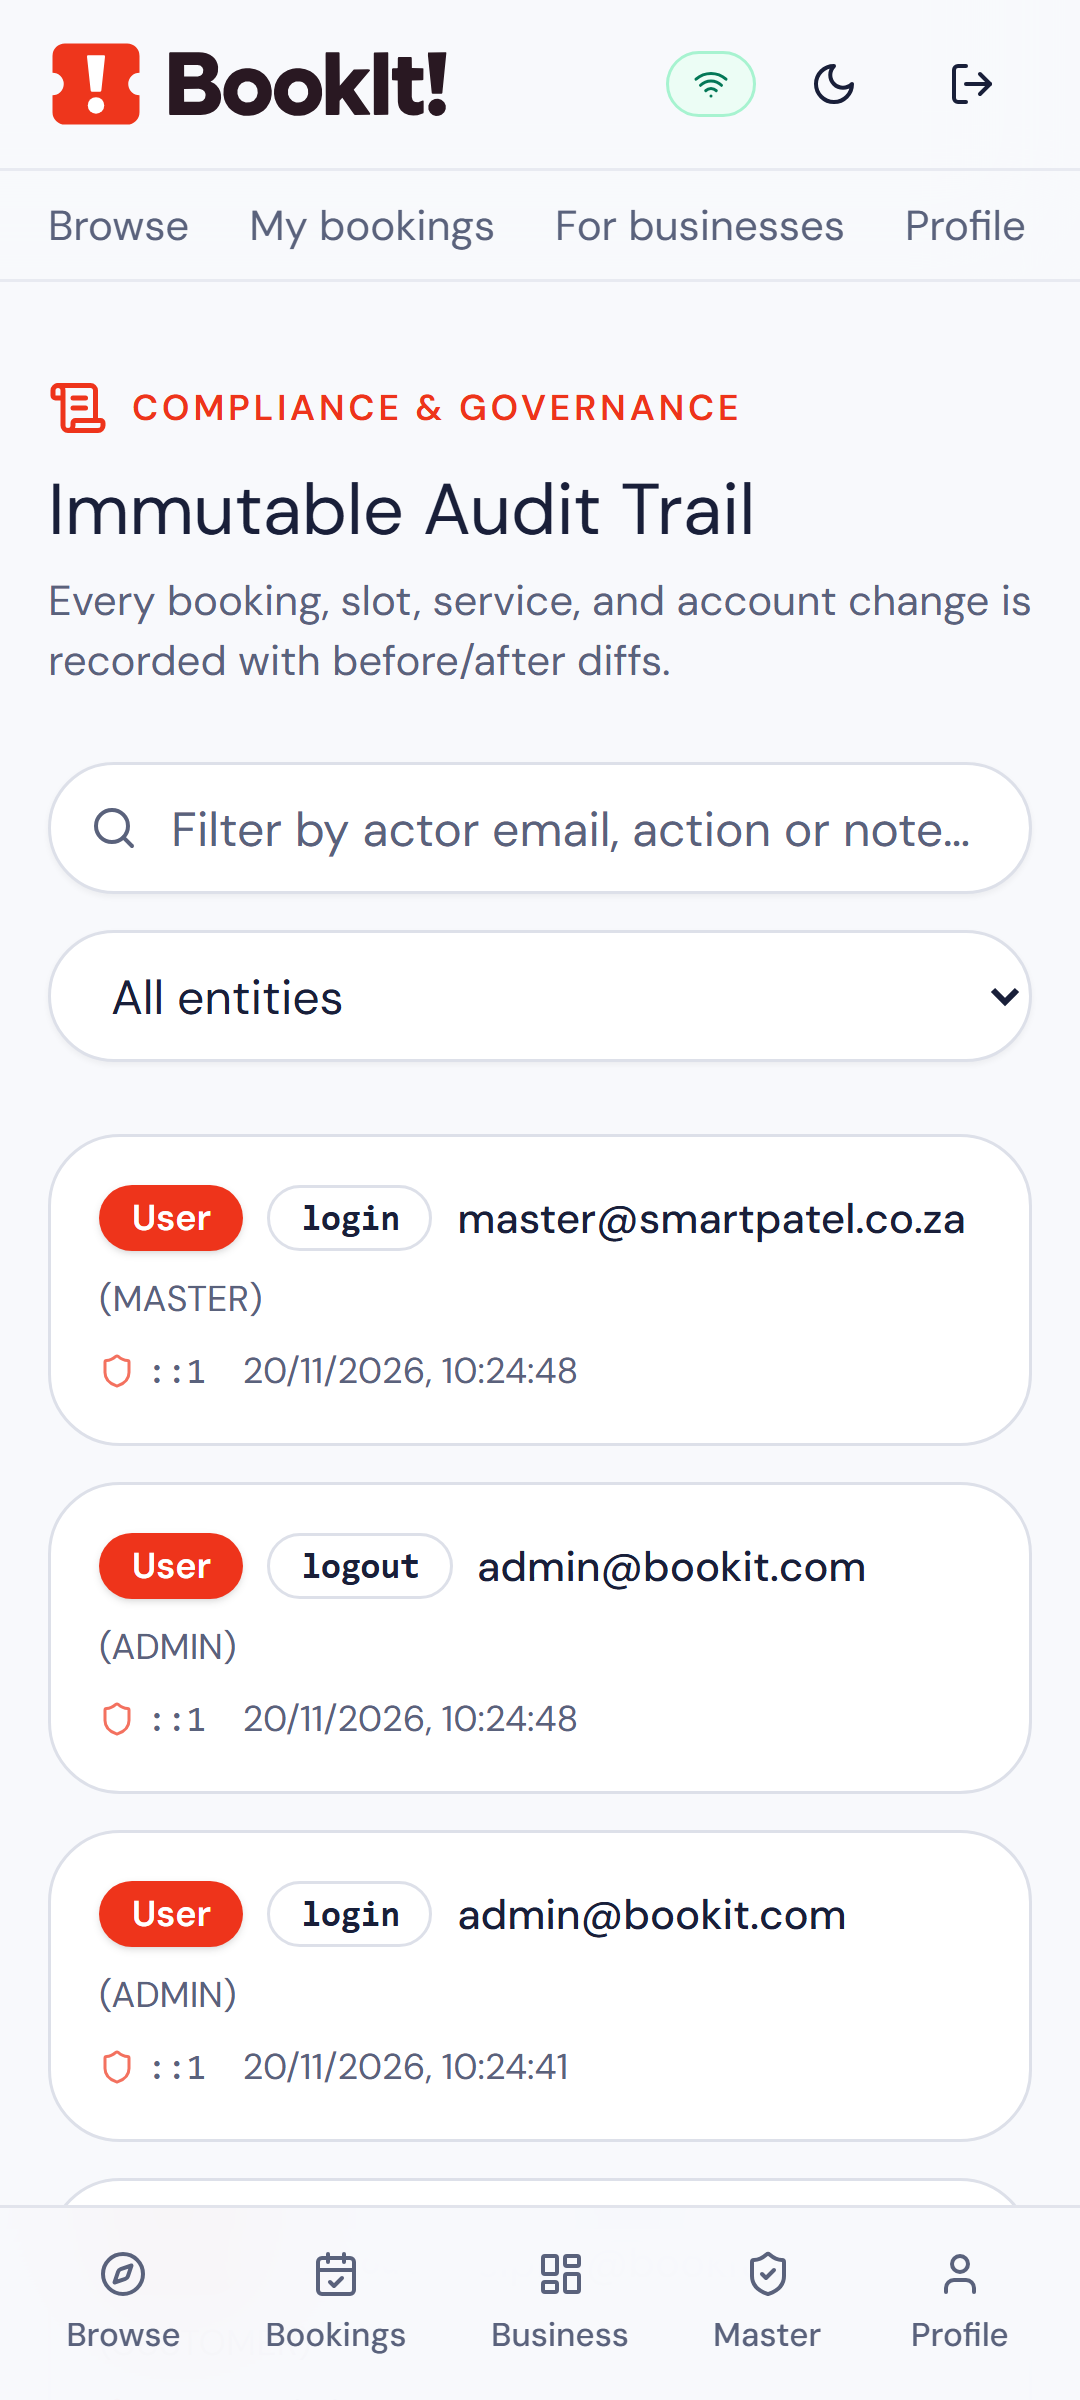 BookIt!
Browse My bookings For businesses Profile
COMPLIANCE & GOVERNANCE
Immutable Audit Trail
Every booking, slot, service, and account change is
recorded with before/after diffs.
Filter by actor email, action or note...
All entities
User login master@smartpatel.co.za
(MASTER)
::1 20/11/2026, 10:24:48
User logout admin@bookit.com
(ADMIN)
::1 20/11/2026, 10:24:48
User login admin@bookit.com
(ADMIN)
::1 20/11/2026, 10:24:41
Browse Bookings Business Master Profile